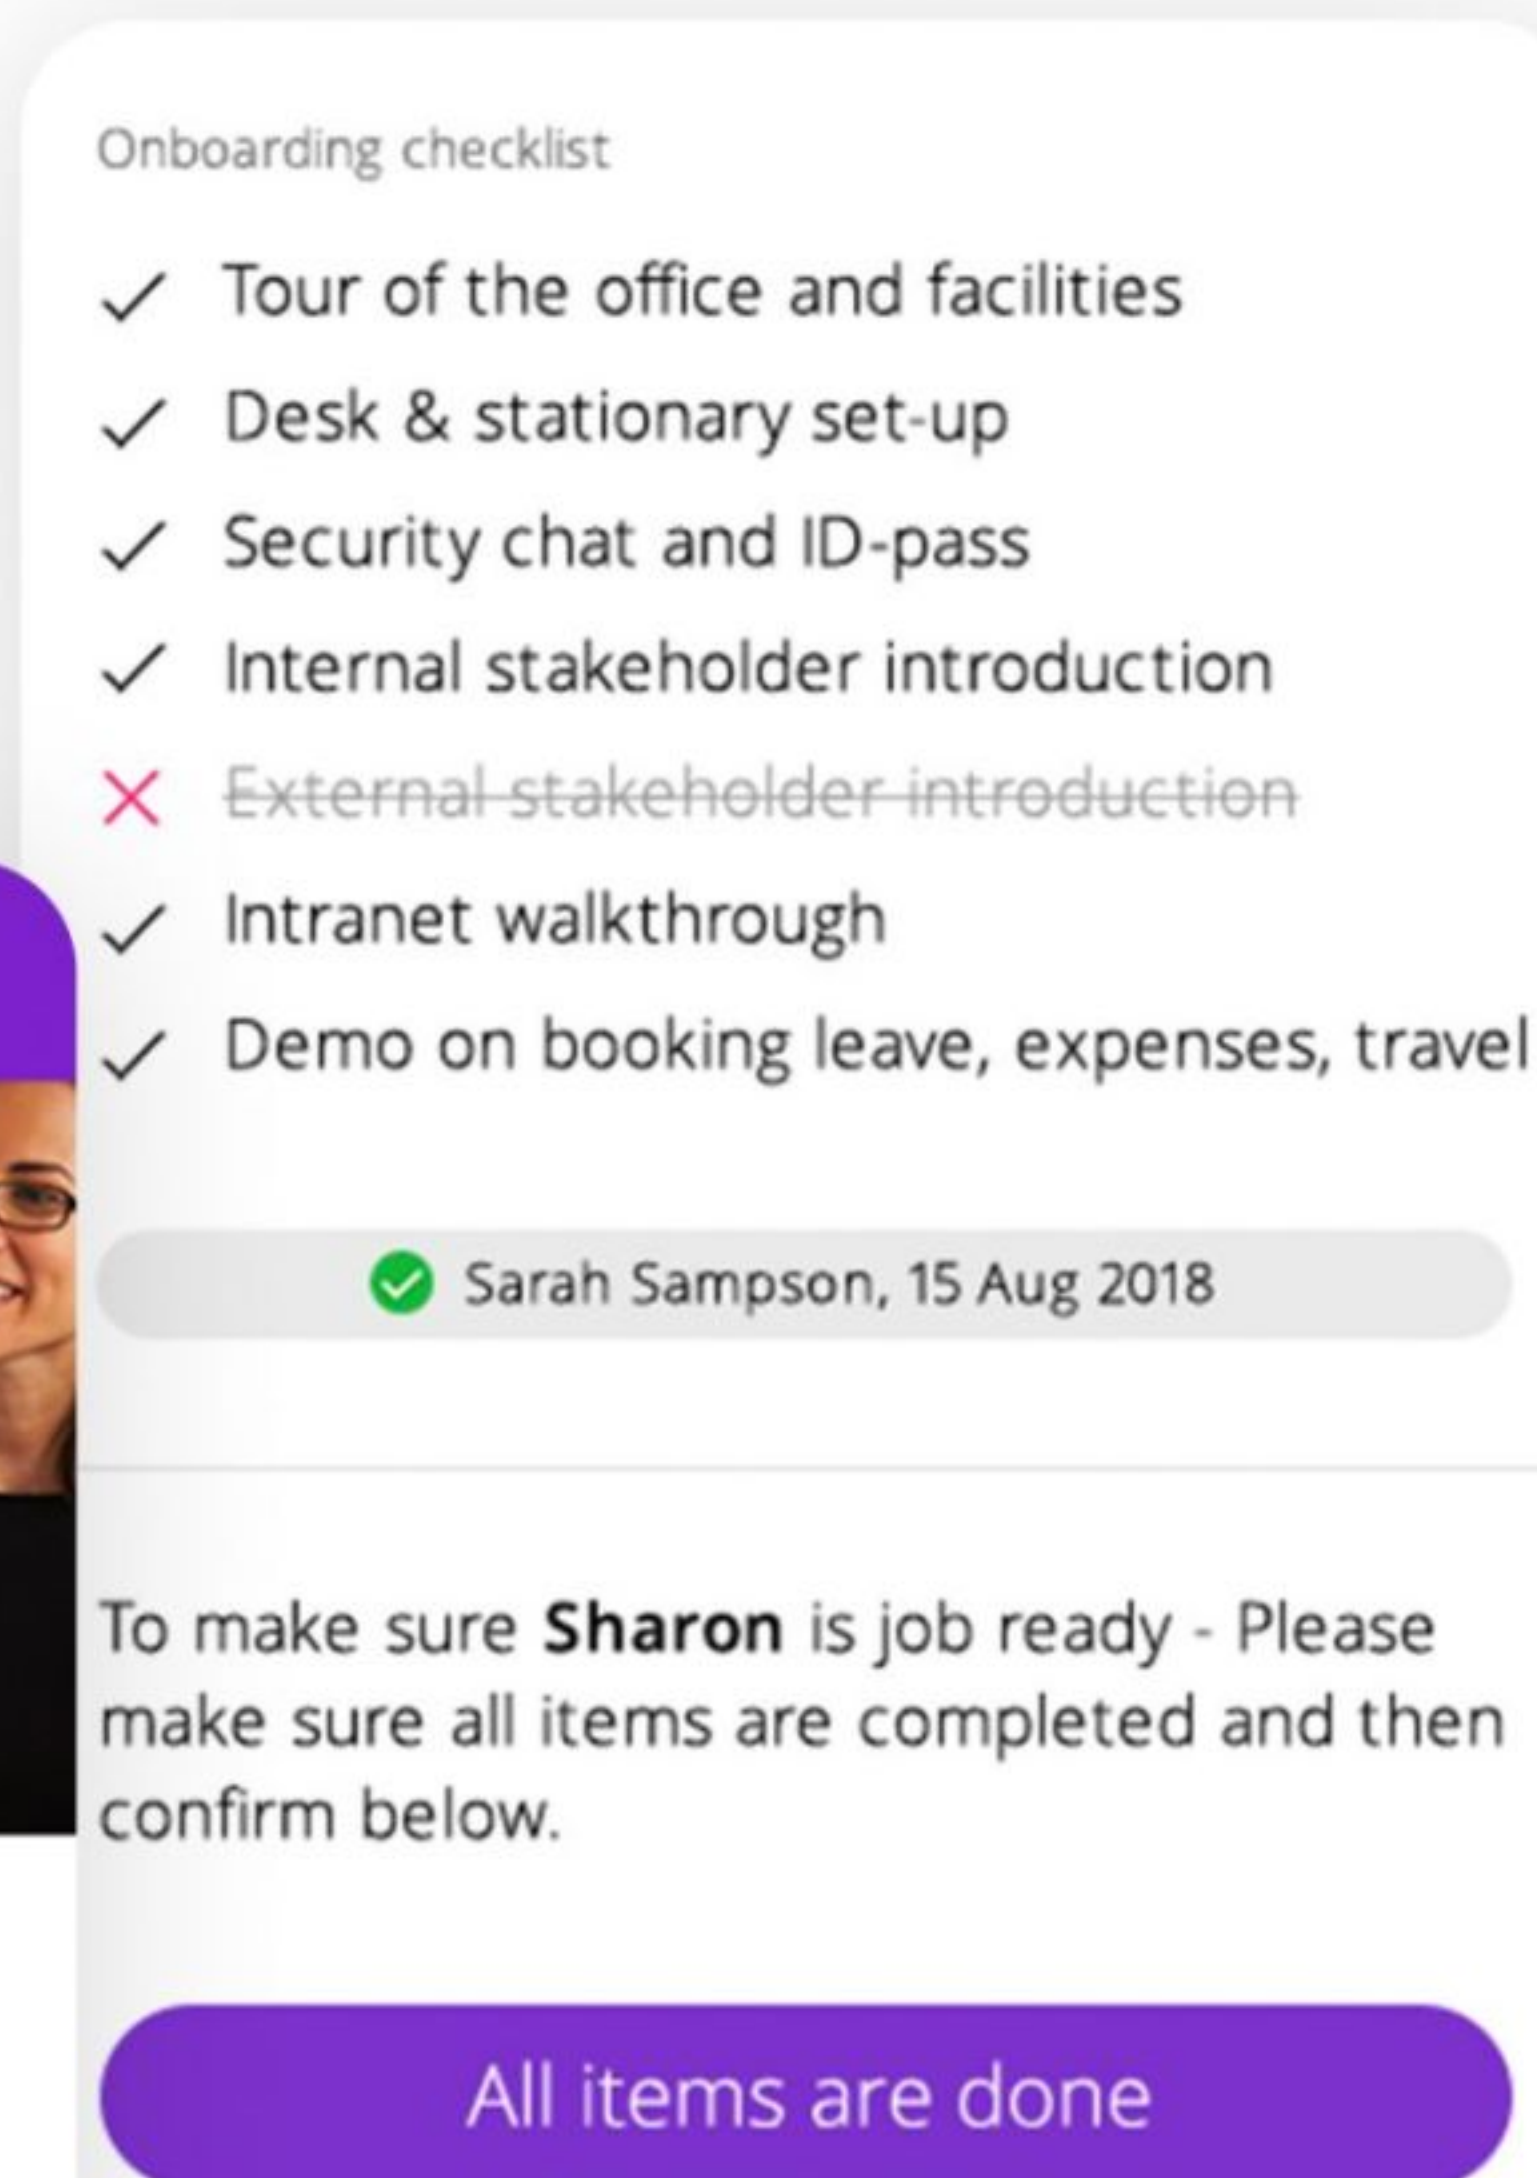 Onboarding checklist
Tour of the office and facilities
Desk & stationary set-up
Security chat and ID-pass
Internal stakeholder introduction
External stakeholder introduction
Intranet walkthrough
Demo on booking leave, expenses, travel
Sarah Sampson, 15 Aug 2018
To make sure Sharon is job ready - Please
make sure all items are completed and then
confirm below.
All items are done